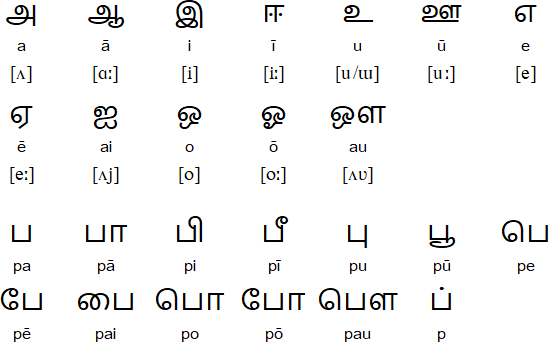 அ ஆ இ ஈ உ ஊ எ
a ā i ī u ū e
[ʌ] [ɑː] [i] [iː] [u/ɯ] [uː] [e]
ஏ ஐ ஒ ஓ ஔ
ē ai o ō au
[eː] [ʌj] [o] [oː] [ʌʋ]
ப பா பி பீ பு பூ பெ
pa pā pi pī pu pū pe
பே பை பொ போ பௌ ப்
pē pai po pō pau p